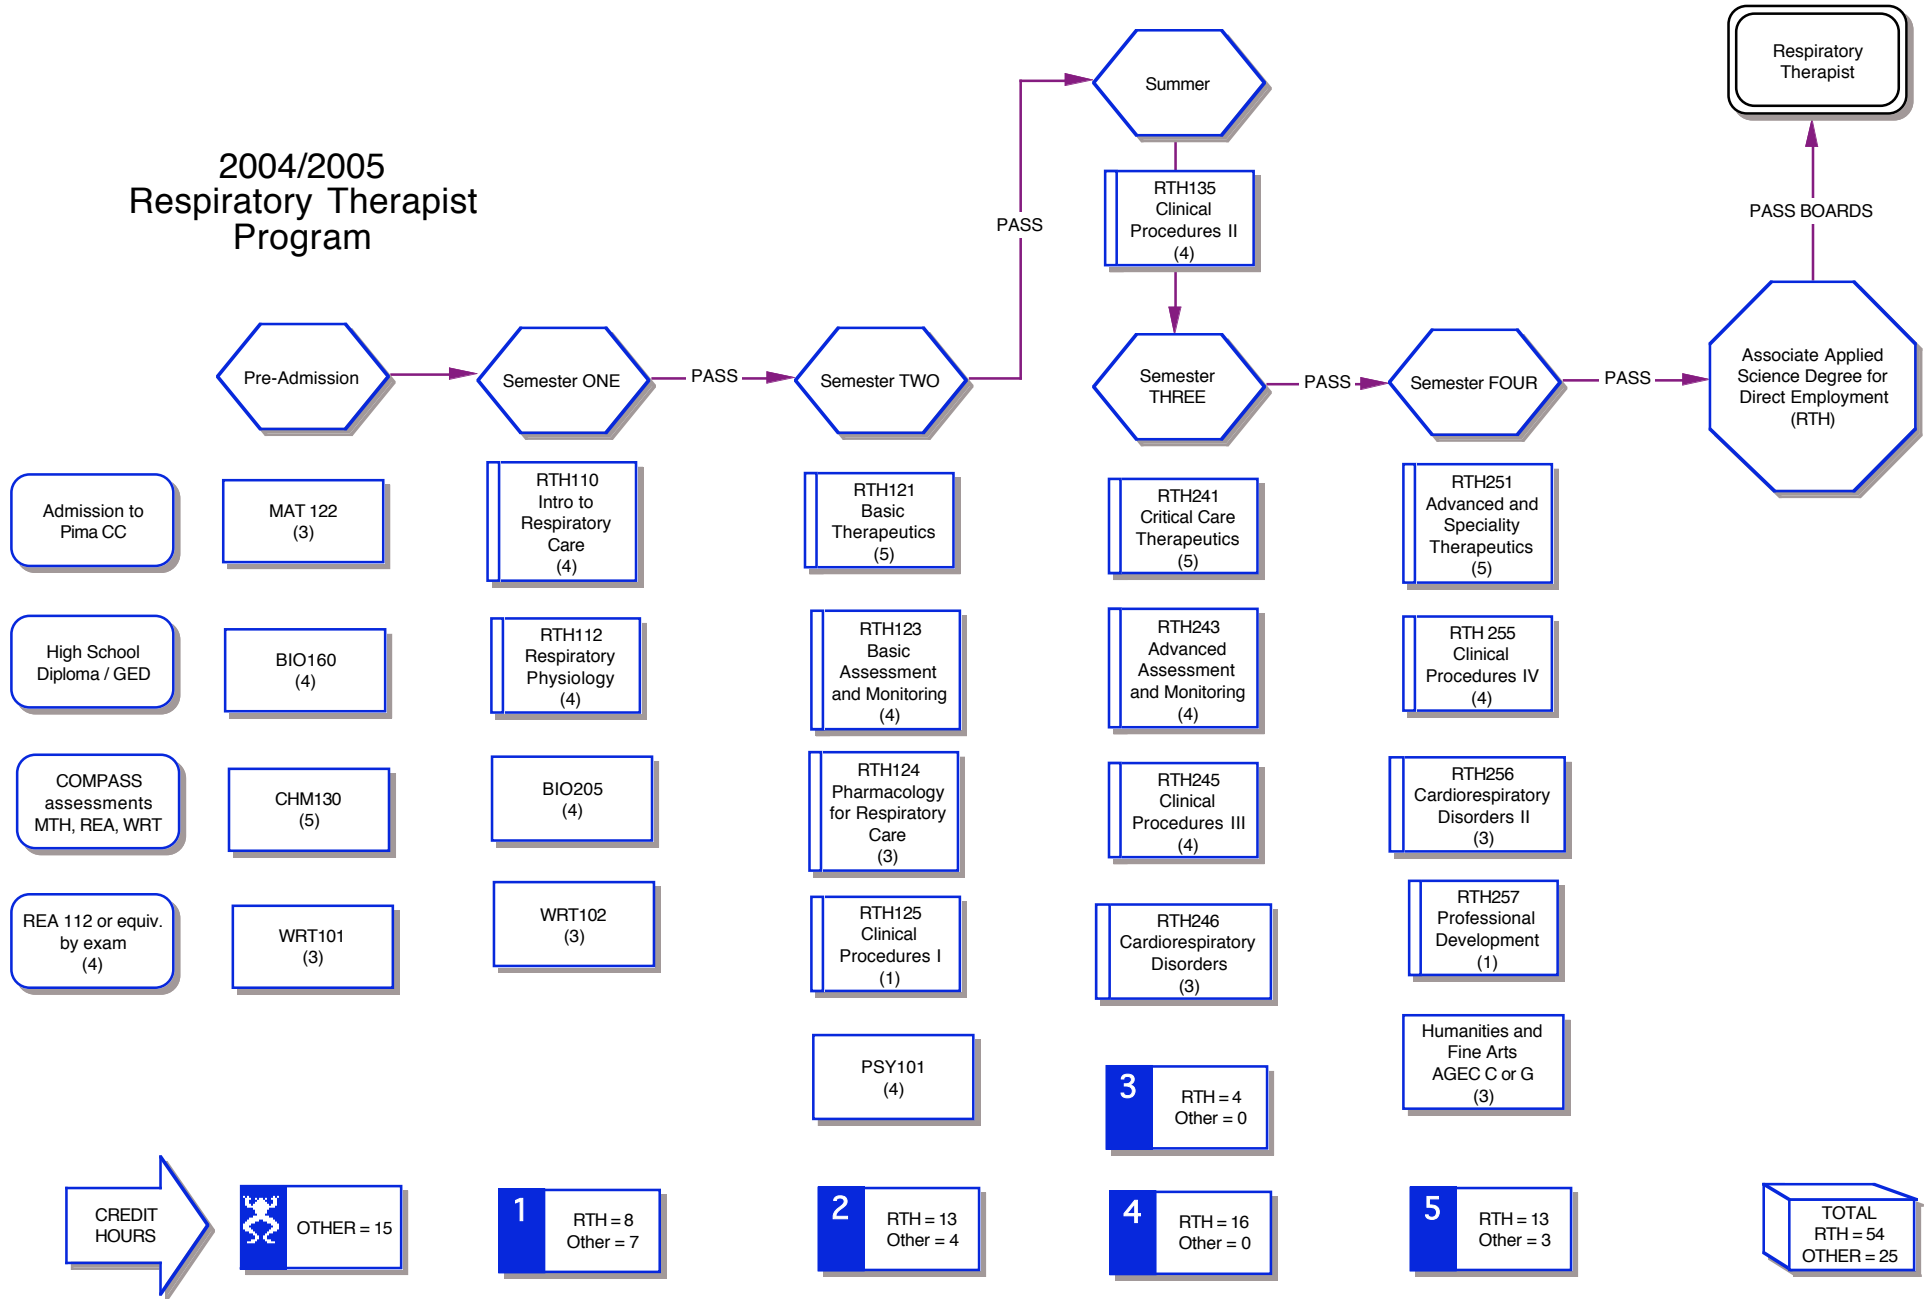 2004/2005
Respiratory Therapist
Program
Summer
RTH135
Clinical
Procedures II
(4)
PASS
Respiratory
Therapist
PASS BOARDS
Pre-Admission
Semester ONE
PASS
Semester TWO
Semester
THREE
PASS
Semester FOUR
PASS
Associate Applied
Science Degree for
Direct Employment
(RTH)
Admission to
Pima CC
High School
Diploma / GED
COMPASS
assessments
MTH, REA, WRT
REA 112 or equiv.
by exam
(4)
MAT 122
(3)
BIO160
(4)
CHM130
(5)
WRT101
(3)
RTH110
Intro to
Respiratory
Care
(4)
RTH112
Respiratory
Physiology
(4)
BIO205
(4)
WRT102
(3)
RTH121
Basic
Therapeutics
(5)
RTH123
Basic
Assessment
and Monitoring
(4)
RTH124
Pharmacology
for Respiratory
Care
(3)
RTH125
Clinical
Procedures I
(1)
PSY101
(4)
RTH241
Critical Care
Therapeutics
(5)
RTH243
Advanced
Assessment
and Monitoring
(4)
RTH245
Clinical
Procedures III
(4)
RTH246
Cardiorespiratory
Disorders
(3)
RTH251
Advanced and
Speciality
Therapeutics
(5)
RTH 255
Clinical
Procedures IV
(4)
RTH256
Cardiorespiratory
Disorders II
(3)
RTH257
Professional
Development
(1)
Humanities and
Fine Arts
AGEC C or G
(3)
3
RTH = 4
Other = 0
CREDIT
HOURS
OTHER = 15
1
RTH = 8
Other = 7
2
RTH = 13
Other = 4
4
RTH = 16
Other = 0
5
RTH = 13
Other = 3
TOTAL
RTH = 54
OTHER = 25